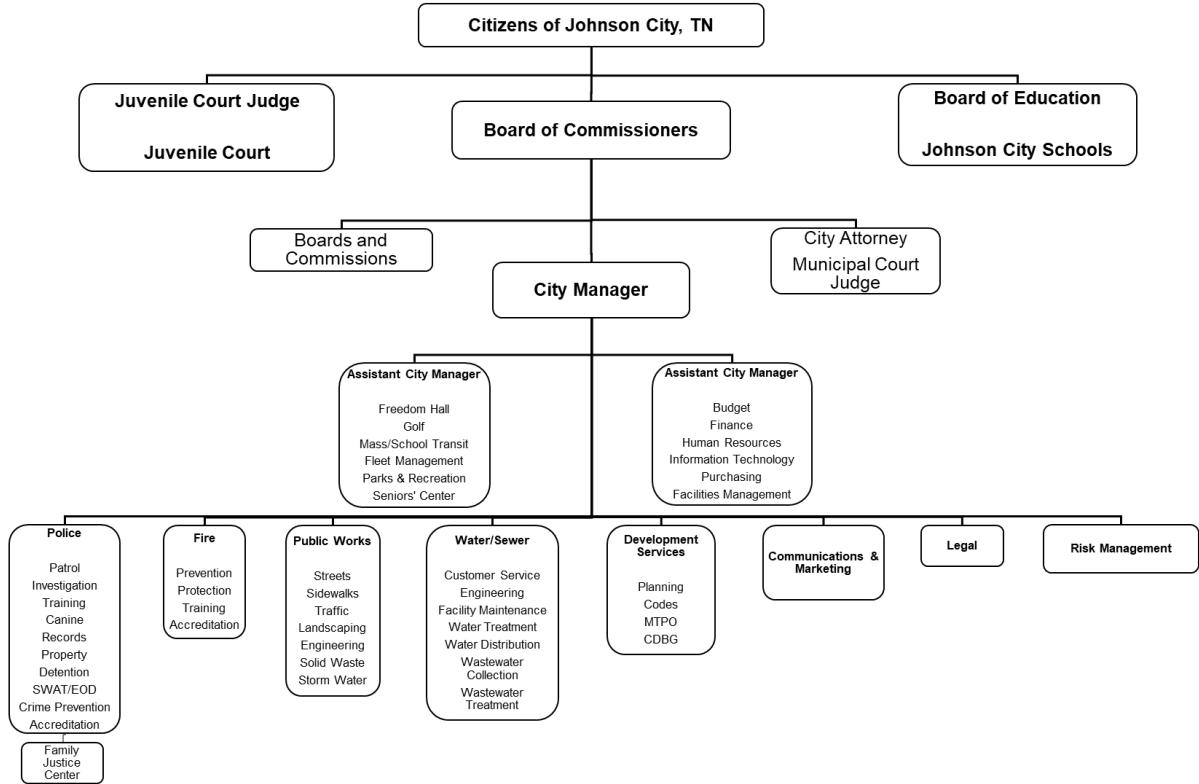 Citizens of Johnson City, TN
Juvenile Court Judge
Juvenile Court
Board of Commissioners
Board of Education
Johnson City Schools
Boards and
Commissions
City Attorney
Municipal Court
Judge
City Manager
Assistant City Manager
Freedom Hall
Golf
Mass/School Transit
Fleet Management
Parks & Recreation
Seniors' Center
Assistant City Manager
Budget
Finance
Human Resources
Information Technology
Purchasing
Facilities Management
Police
Patrol
Investigation
Training
Canine
Records
Property
Detention
SWAT/EOD
Crime Prevention
Accreditation
Family
Justice
Center
Fire
Prevention
Protection
Training
Accreditation
Public Works
Streets
Sidewalks
Traffic
Landscaping
Engineering
Solid Waste
Storm Water
Water/Sewer
Customer Service
Engineering
Facility Maintenance
Water Treatment
Water Distribution
Wastewater
Collection
Wastewater
Treatment
Development
Services
Planning
Codes
MTPO
CDBG
Communications &
Marketing
Legal
Risk Management